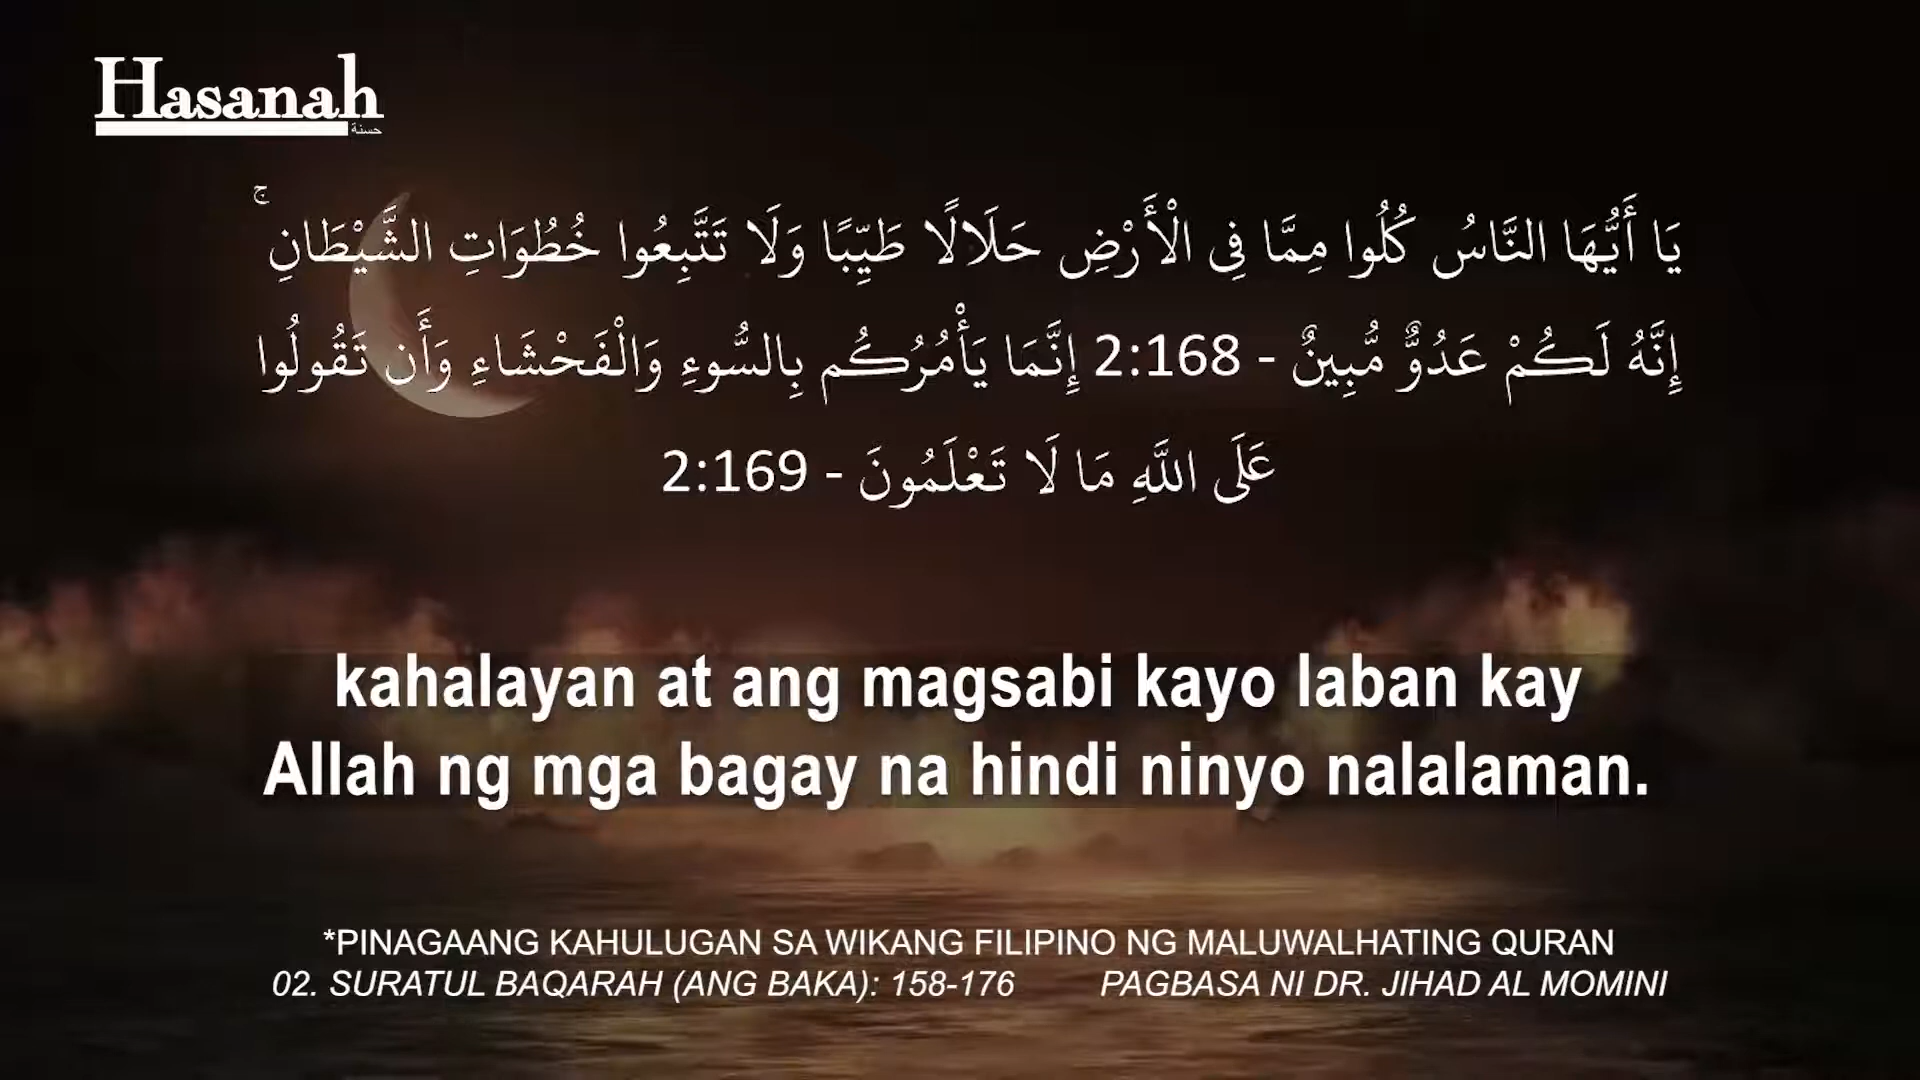 Hasanah
حسنة
يَا أَيُّهَا النَّاسُ كُلُوا مِمَّا فِي الْأَرْضِ حَلَالًا طَيِّبًا وَلَا تَتَّبِعُوا خُطُوَاتِ الشَّيْطَانِ ۚ
إِنَّهُ لَكُمْ عَدُوٌّ مُّبِينٌ - 2:168 إِنَّمَا يَأْمُرُكُم بِالسُّوءِ وَالْفَحْشَاءِ وَأَن تَقُولُوا
عَلَى اللَّهِ مَا لَا تَعْلَمُونَ - 2:169
kahalayan at ang magsabi kayo laban kay
Allah ng mga bagay na hindi ninyo nalalaman.
*PINAGAANG KAHULUGAN SA WIKANG FILIPINO NG MALUWALHATING QURAN
02. SURATUL BAQARAH (ANG BAKA): 158-176 PAGBASA NI DR. JIHAD AL MOMINI